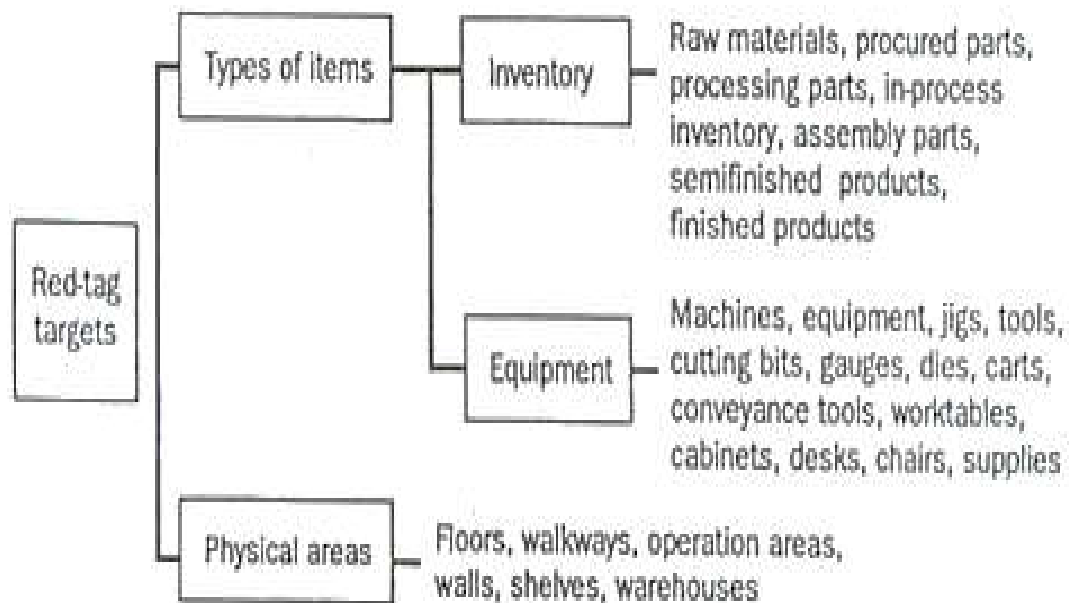 Types of items
Inventory
Raw materials, procured parts,
processing parts, in-process
inventory, assembly parts,
semifinished products,
finished products
Red-tag
targets
Equipment
Machines, equipment, jigs, tools,
cutting bits, gauges, dies, carts,
conveyance tools, worktables,
cabinets, desks, chairs, supplies
Physical areas
Floors, walkways, operation areas,
walls, shelves, warehouses